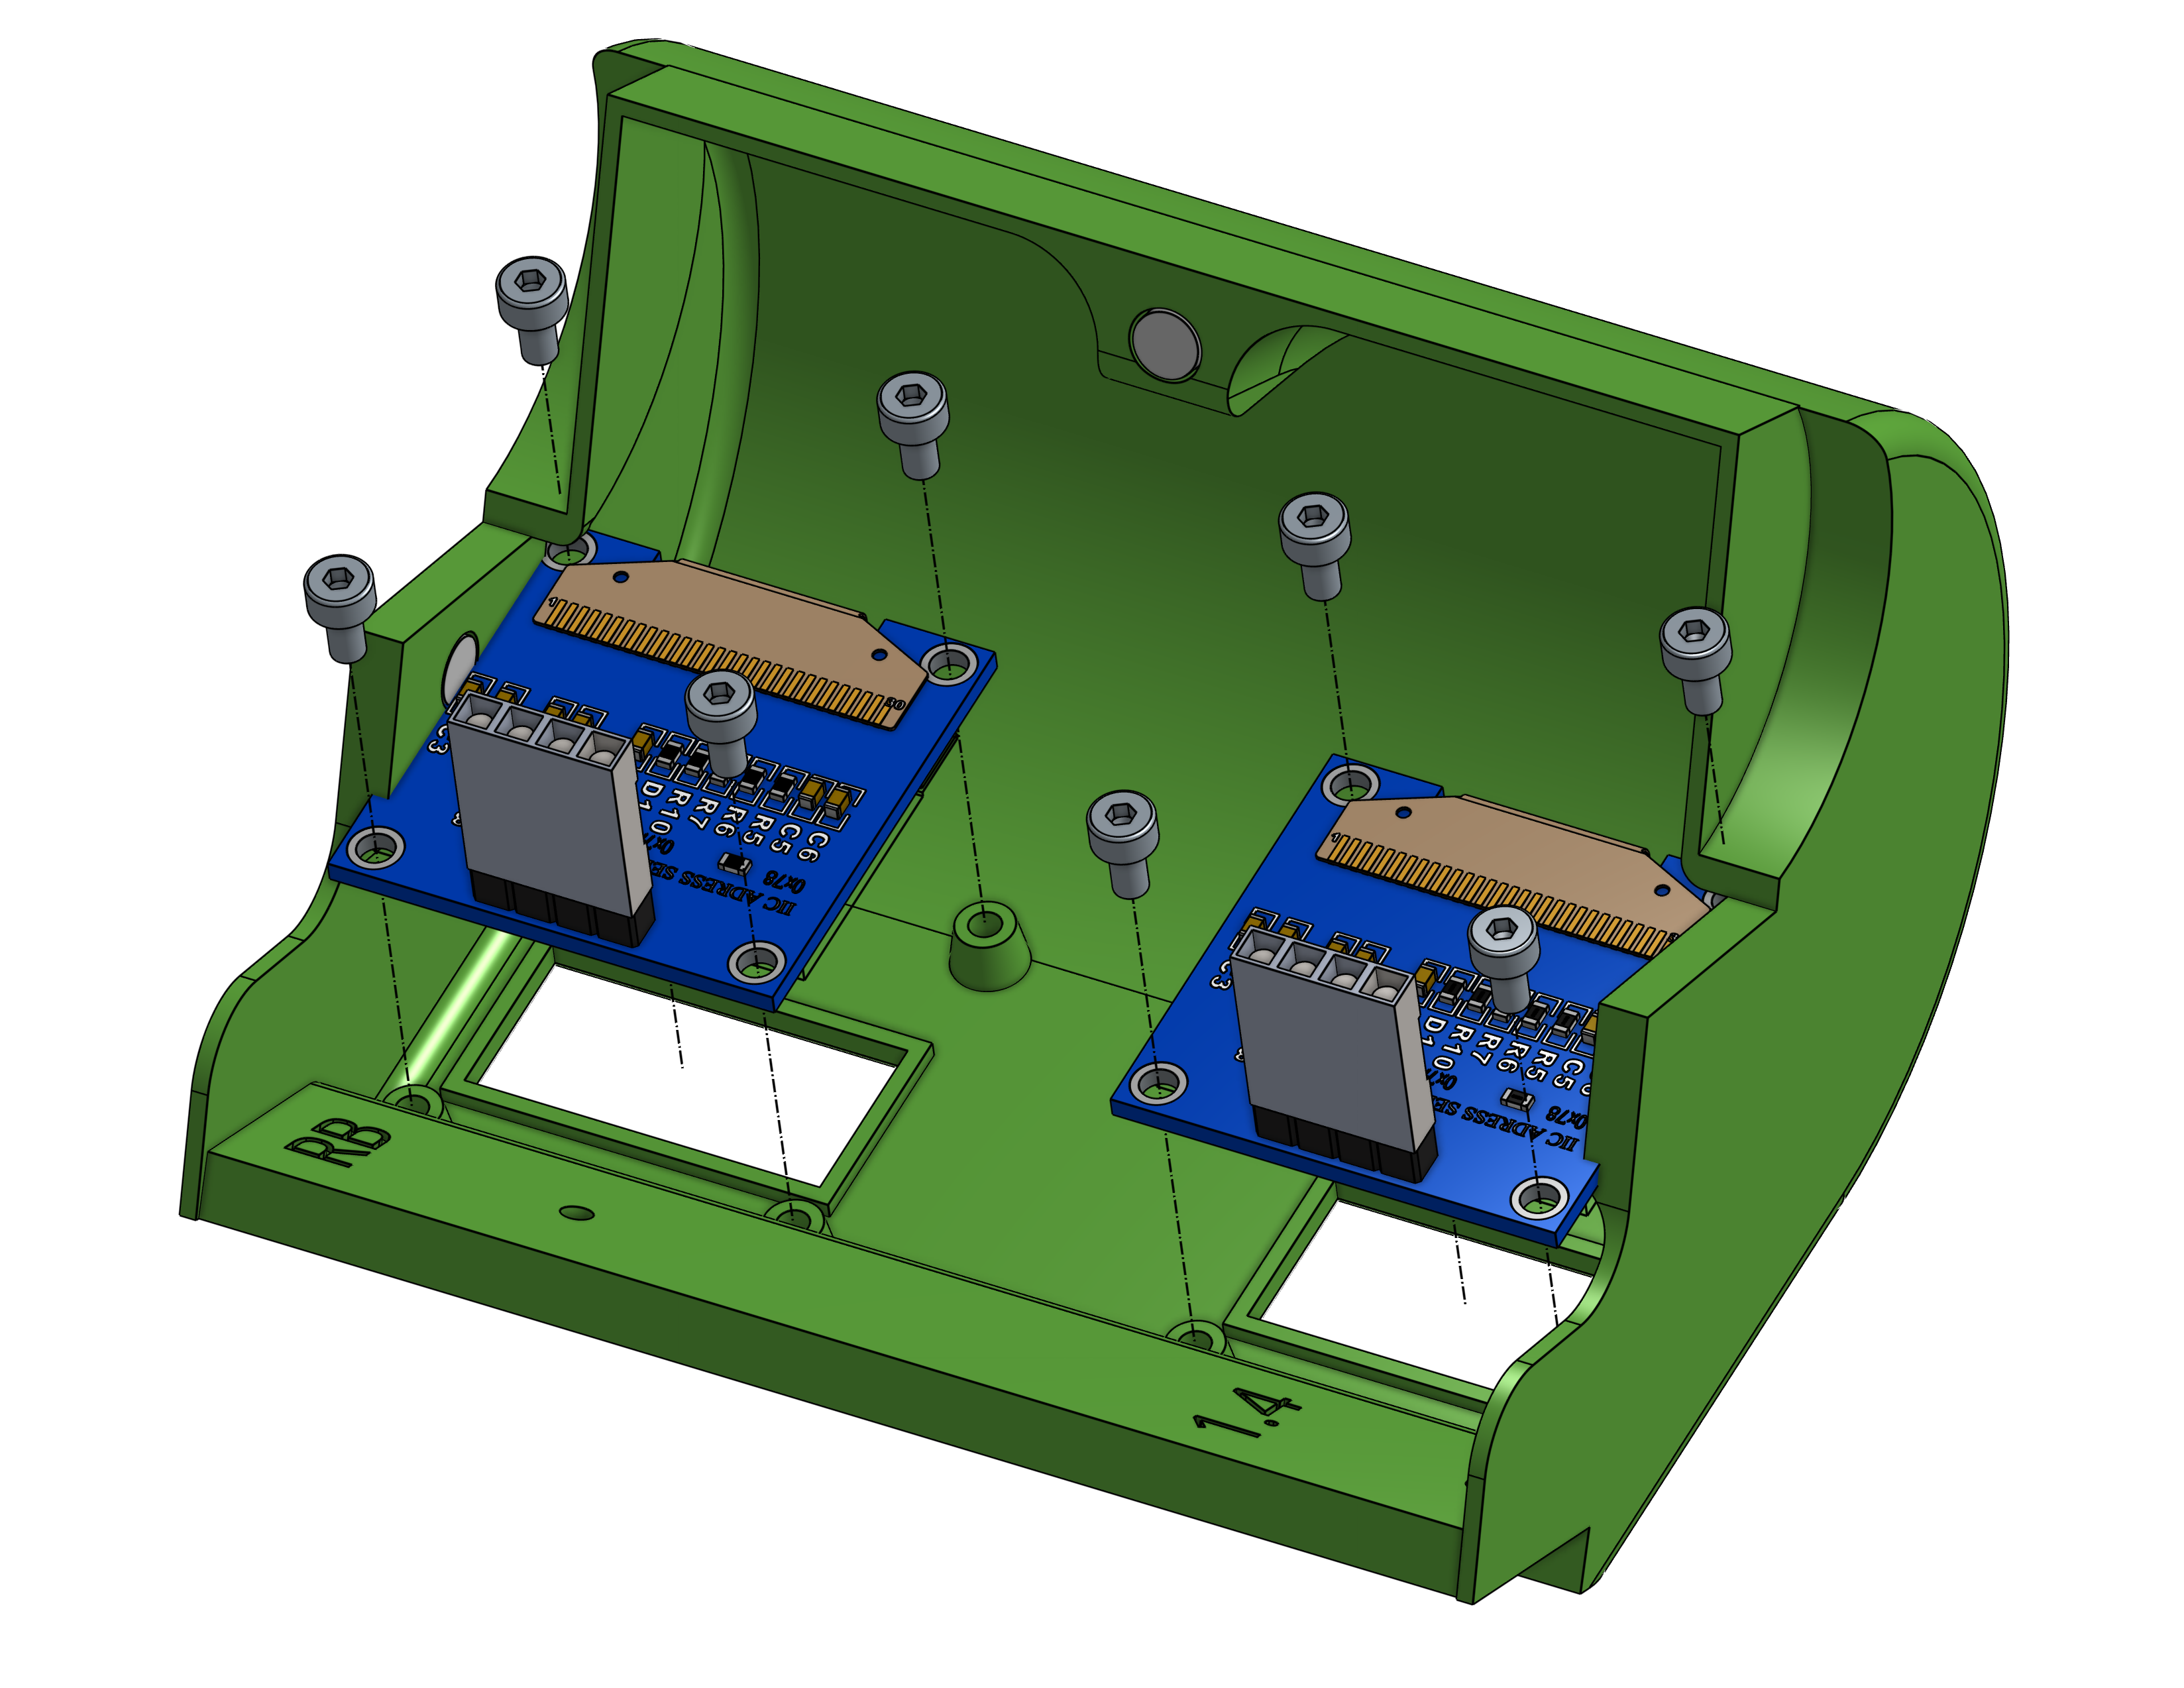 1
30
C3
D1
R10
R7
R6
R5
C5
C6
0x78
IIC ADRESS SE
1
C3
D1
R10
R7
R6
R5
C5
0x78
IIC ADRESS SE
RB
1.4